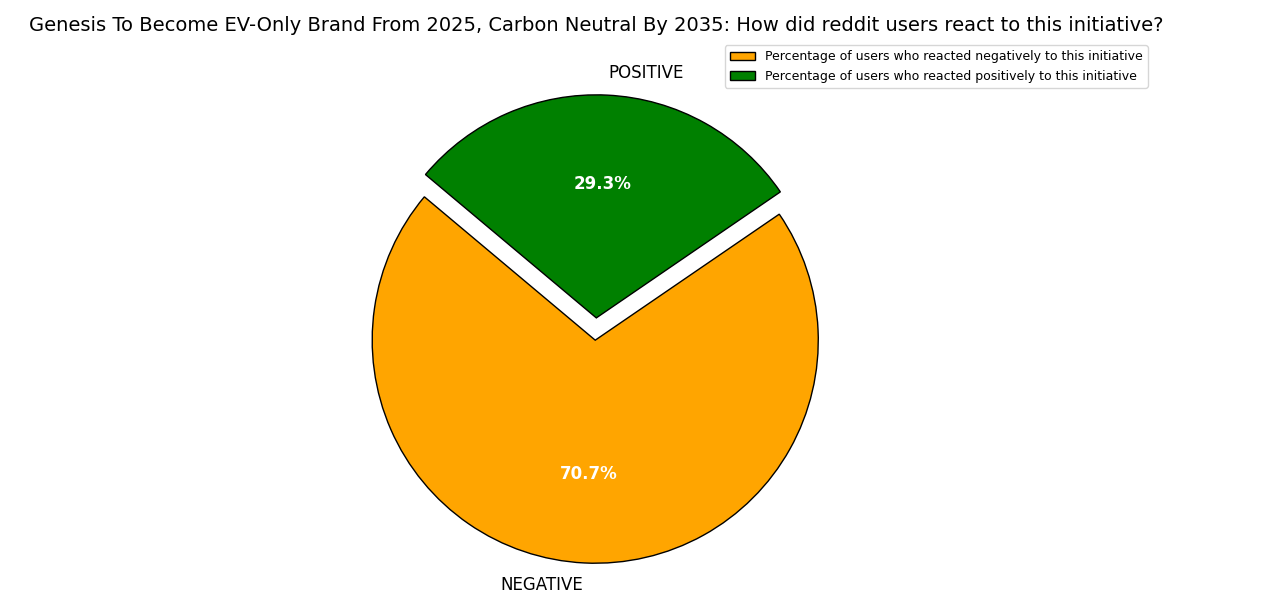 Genesis To Become EV-Only Brand From 2025, Carbon Neutral By 2035: How did reddit users react to this initiative?
Percentage of users who reacted negatively to this initiative
Percentage of users who reacted positively to this initiative
POSITIVE
29.3%
70.7%
NEGATIVE